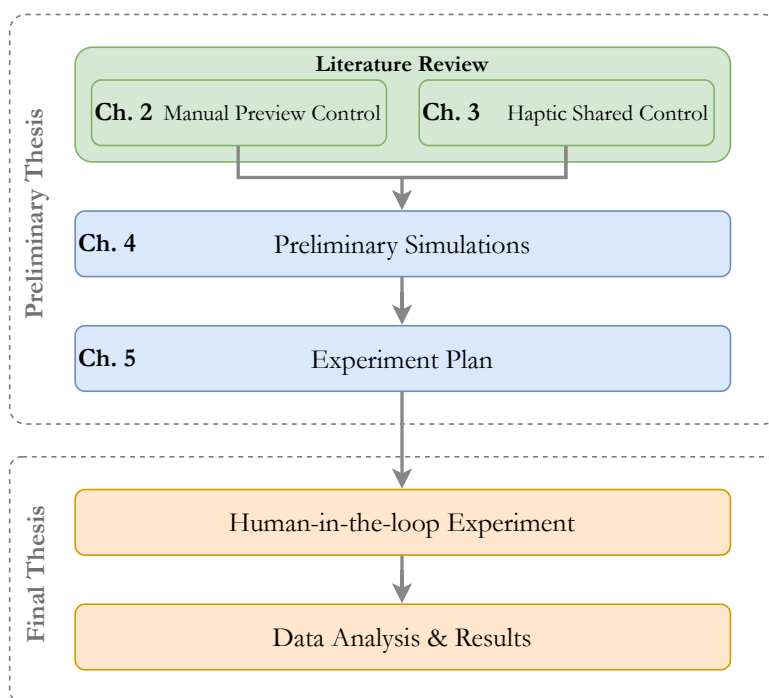 Preliminary Thesis
Literature Review
Ch. 2 Manual Preview Control
Ch. 3 Haptic Shared Control
Ch. 4 Preliminary Simulations
Ch. 5 Experiment Plan
Final Thesis
Human-in-the-loop Experiment
Data Analysis & Results